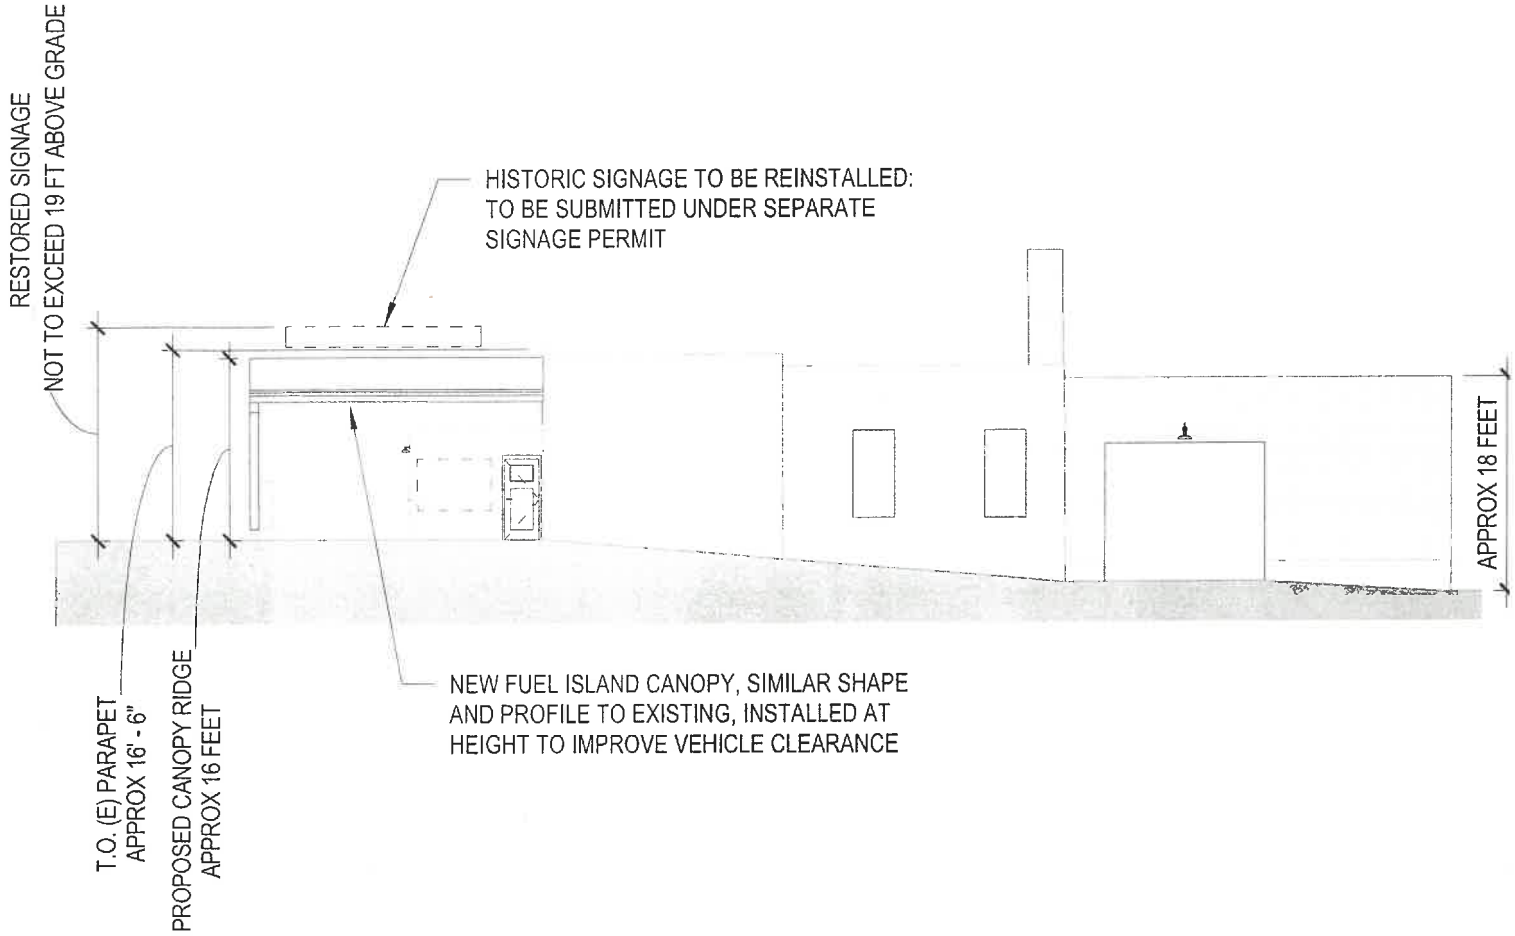 RESTORED SIGNAGE
NOT TO EXCEED 19 FT ABOVE GRADE
HISTORIC SIGNAGE TO BE REINSTALLED:
TO BE SUBMITTED UNDER SEPARATE
SIGNAGE PERMIT
APPROX 18 FEET
T.O. (E) PARAPET
APPROX 16' - 6"
PROPOSED CANOPY RIDGE
APPROX 16 FEET
NEW FUEL ISLAND CANOPY, SIMILAR SHAPE
AND PROFILE TO EXISTING, INSTALLED AT
HEIGHT TO IMPROVE VEHICLE CLEARANCE